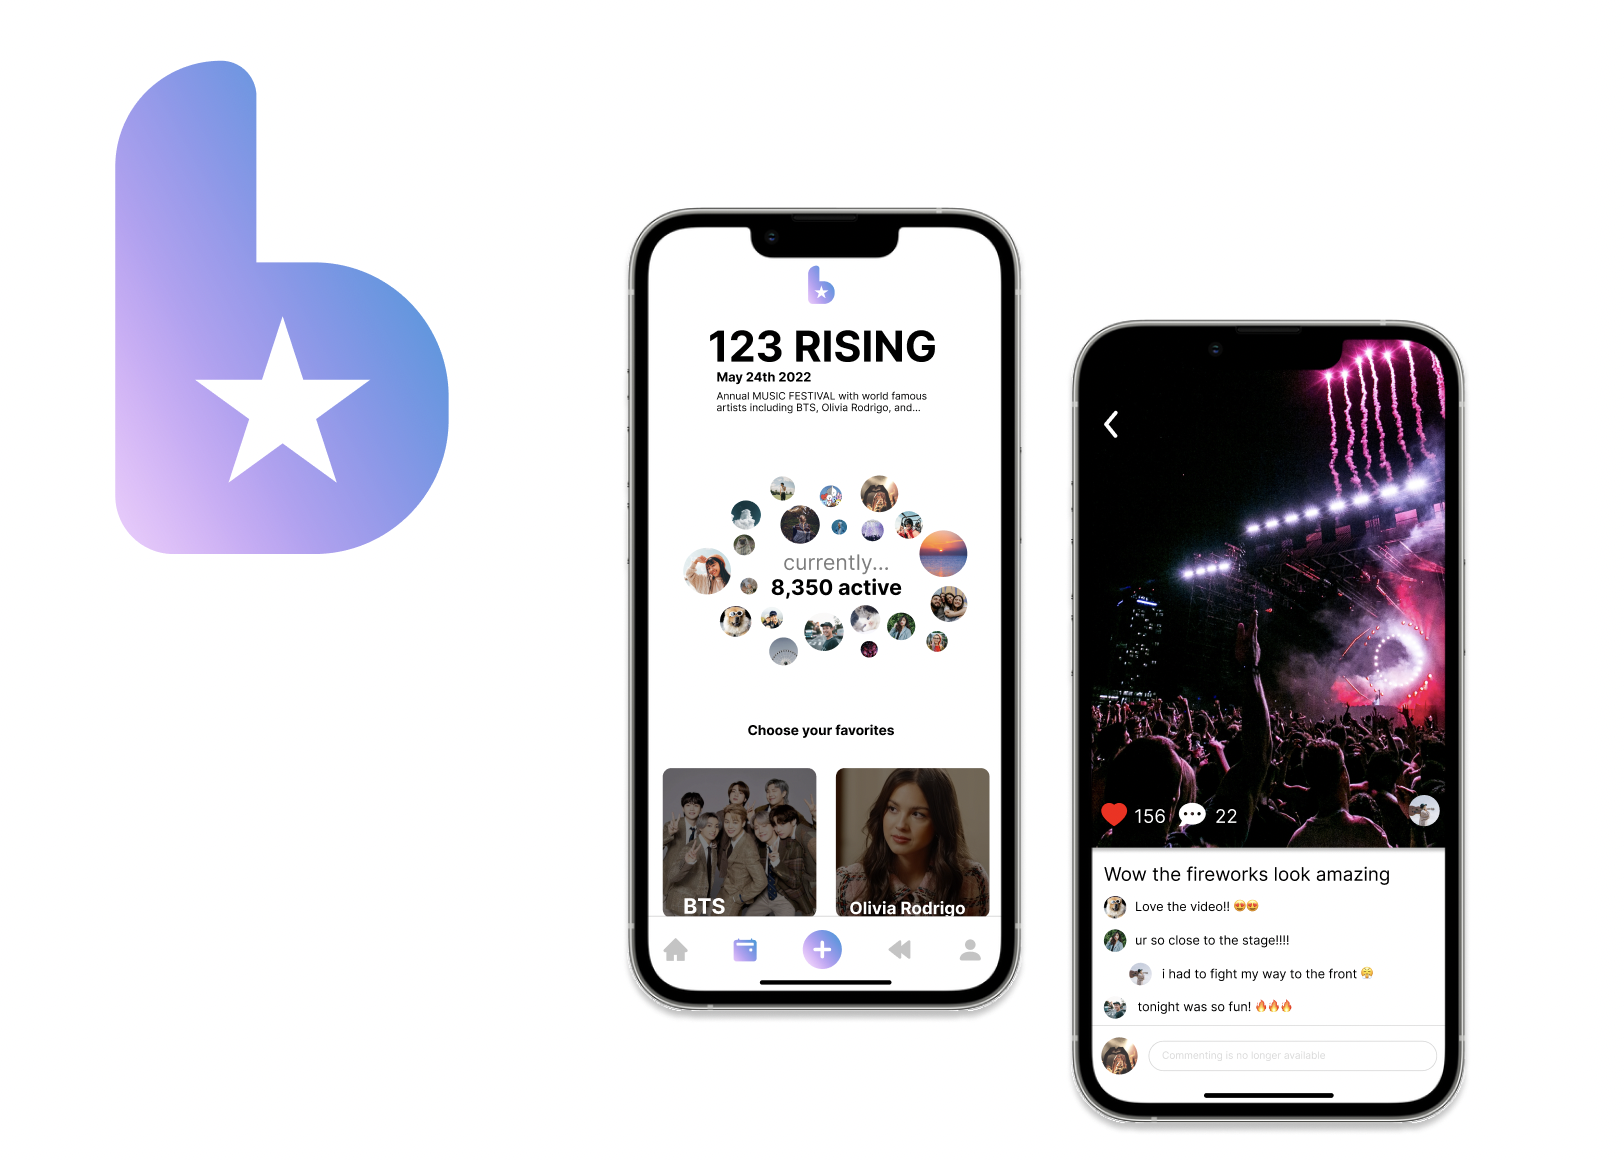 b
b
123 RISING
May 24th 2022
Annual MUSIC FESTIVAL with world famous
artists including BTS, Olivia Rodrigo, and...
currently...
8,350 active
Choose your favorites
BTS
Olivia Rodrigo
156
22
Wow the fireworks look amazing
Love the video!! 😍😍
ur so close to the stage!!!!
i had to fight my way to the front 😤
tonight was so fun! 🔥🔥🔥
Commenting is no longer available